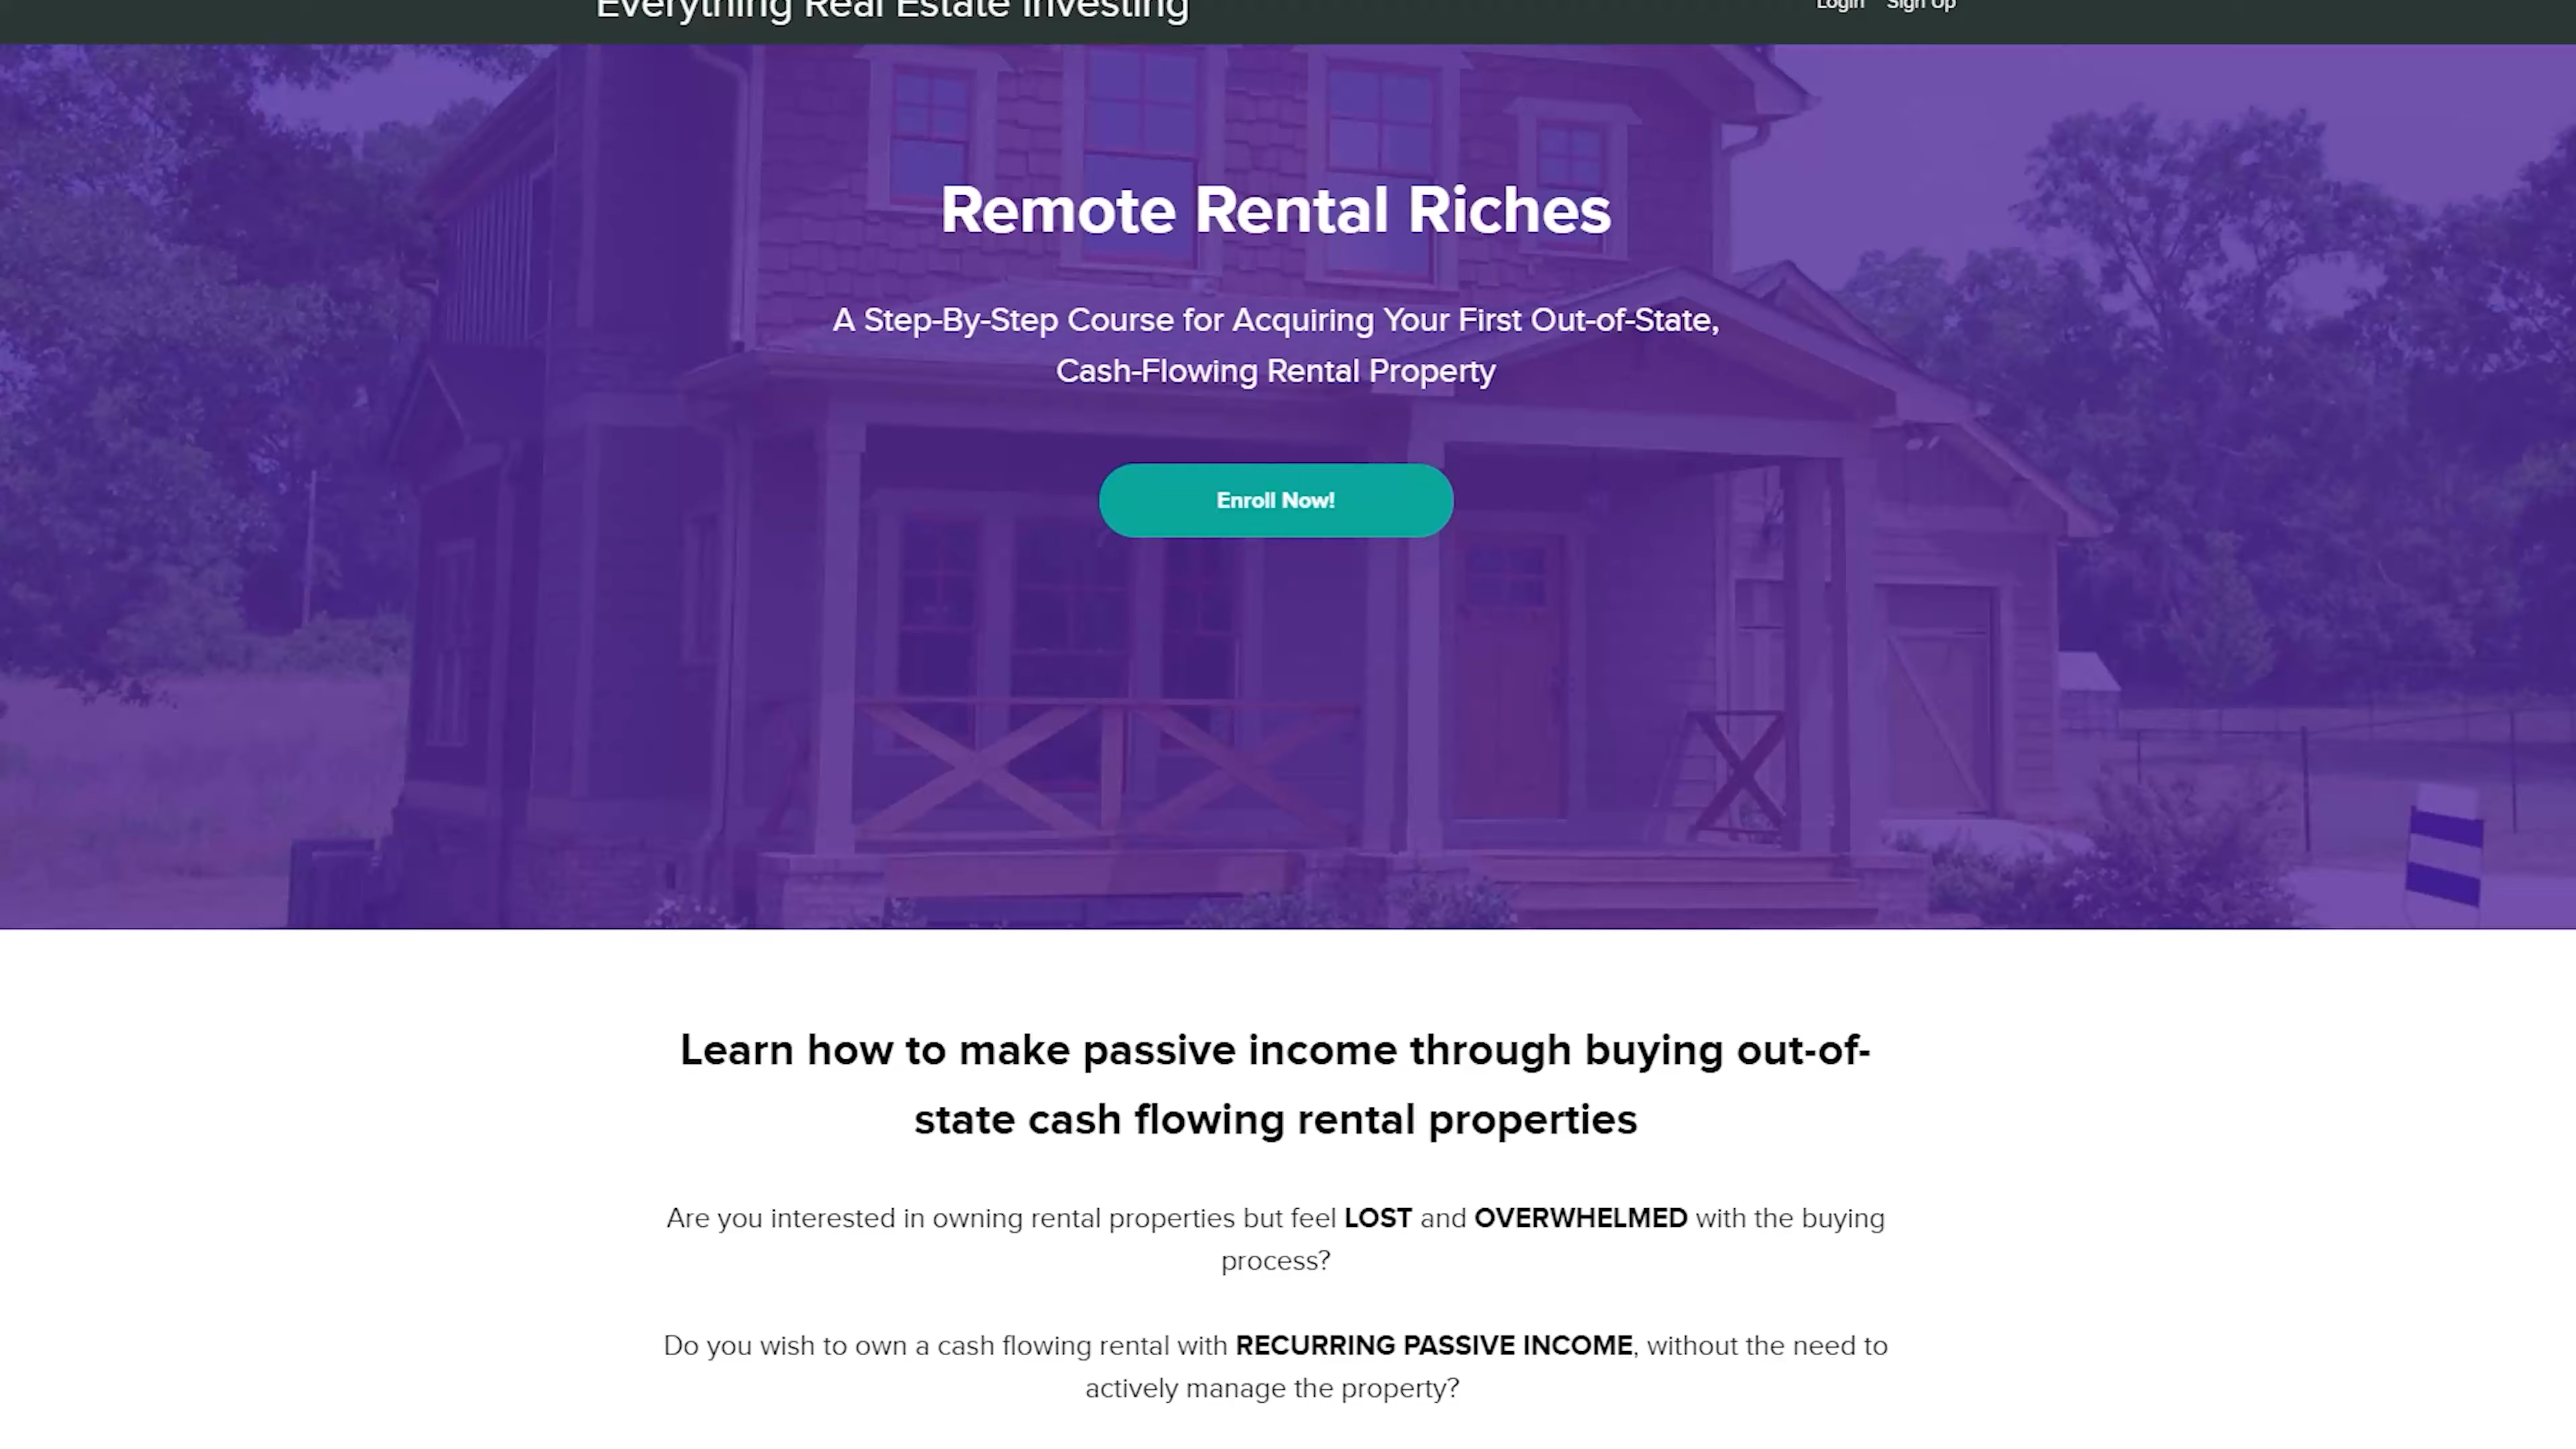 Everything Real Estate Investing
Login Sign Up
Remote Rental Riches
A Step-By-Step Course for Acquiring Your First Out-of-State,
Cash-Flowing Rental Property
Enroll Now!
Learn how to make passive income through buying out-of-
state cash flowing rental properties
Are you interested in owning rental properties but feel LOST and OVERWHELMED with the buying
process?
Do you wish to own a cash flowing rental with RECURRING PASSIVE INCOME, without the need to
actively manage the property?